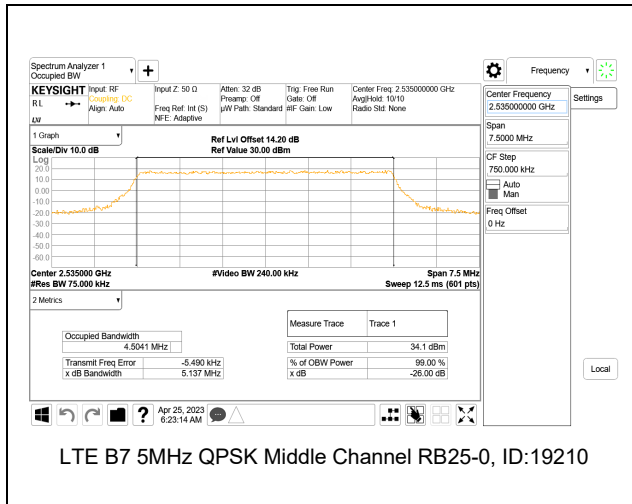 Spectrum Analyzer 1
Occupied BW
Frequency
KEYSIGHT
R L
LXI
Input: RF
Coupling: DC
Align: Auto
Input Z: 50 Ω
Freq Ref: Int (S)
NFE: Adaptive
Atten: 32 dB
Preamp: Off
µW Path: Standard
Trig: Free Run
Gate: Off
#IF Gain: Low
Center Freq: 2.535000000 GHz
Avg|Hold: 10/10
Radio Std: None
Center Frequency
2.535000000 GHz
Settings
Span
7.5000 MHz
CF Step
750.000 kHz
Auto
Man
Freq Offset
0 Hz
Local
1 Graph
Scale/Div 10.0 dB
Ref Lvl Offset 14.20 dB
Ref Value 30.00 dBm
Log
20.0
10.0
0.00
-10.0
-20.0
-30.0
-40.0
-50.0
-60.0
Center 2.535000 GHz
#Video BW 240.00 kHz
Span 7.5 MHz
#Res BW 75.000 kHz
Sweep 12.5 ms (601 pts)
2 Metrics
Measure Trace
Trace 1
Occupied Bandwidth
4.5041 MHz
Total Power
34.1 dBm
Transmit Freq Error
-5.490 kHz
% of OBW Power
99.00 %
x dB Bandwidth
5.137 MHz
x dB
-26.00 dB
?
Apr 25, 2023
6:23:14 AM
LTE B7 5MHz QPSK Middle Channel RB25-0, ID:19210